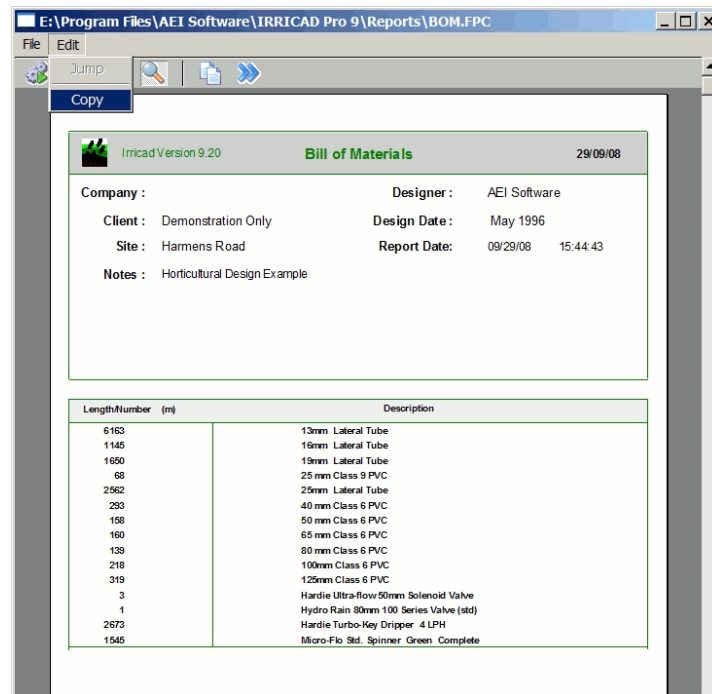 E:\Program Files\AEI Software\IRRICAD Pro 9\Reports\BOM.FPC
File Edit
Jump
Copy
Irricad Version 9.20 Bill of Materials 29/09/08
Company : Designer : AEI Software
Client : Demonstration Only Design Date : May 1996
Site : Harmens Road Report Date: 09/29/08 15:44:43
Notes : Horticultural Design Example
Length/Number (m) Description
6163 13mm Lateral Tube
1145 16mm Lateral Tube
1650 19mm Lateral Tube
68 25 mm Class 9 PVC
2562 25mm Lateral Tube
293 40 mm Class 6 PVC
158 50 mm Class 6 PVC
160 65 mm Class 6 PVC
139 80 mm Class 6 PVC
218 100mm Class 6 PVC
319 125mm Class 6 PVC
3 Hardie Ultra-flow 50mm Solenoid Valve
1 Hydro Rain 80mm 100 Series Valve (std)
2673 Hardie Turbo-Key Dripper 4 LPH
1545 Micro-Flo Std. Spinner Green Complete